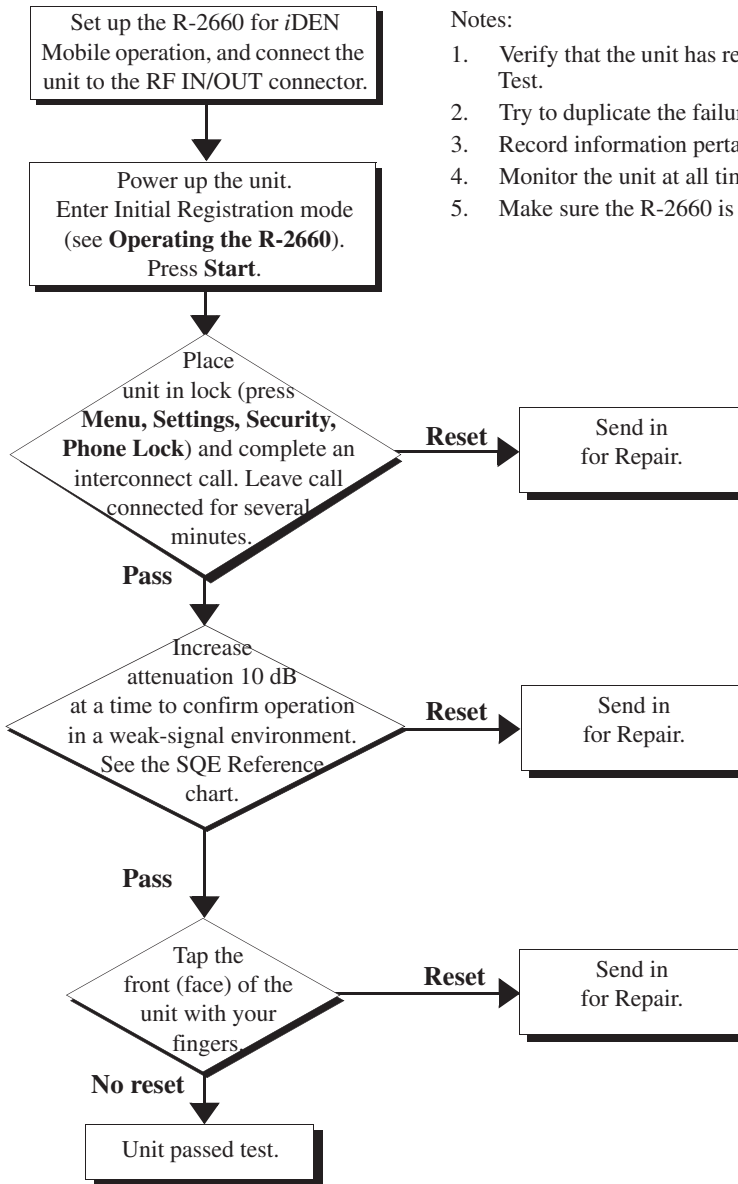 Set up the R-2660 for iDEN
Mobile operation, and connect the
unit to the RF IN/OUT connector.
Notes:
1. Verify that the unit has re
Test.
2. Try to duplicate the failu
3. Record information perta
4. Monitor the unit at all tim
5. Make sure the R-2660 is
Power up the unit.
Enter Initial Registration mode
(see Operating the R-2660).
Press Start.
Place
unit in lock (press
Menu, Settings, Security,
Phone Lock) and complete an
interconnect call. Leave call
connected for several
minutes.
Reset
Send in
for Repair.
Pass
Increase
attenuation 10 dB
at a time to confirm operation
in a weak-signal environment.
See the SQE Reference
chart.
Reset
Send in
for Repair.
Pass
Tap the
front (face) of the
unit with your
fingers.
Reset
Send in
for Repair.
No reset
Unit passed test.